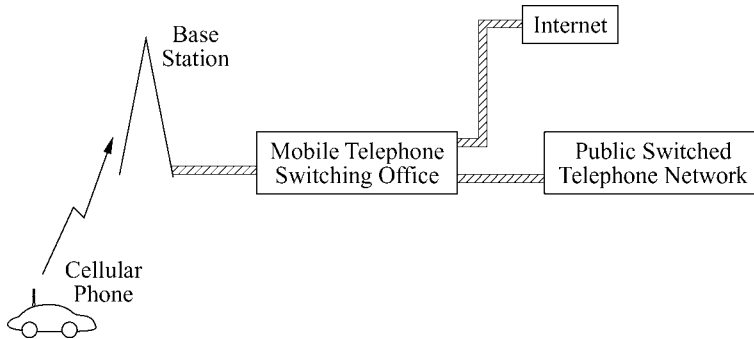 Base
Station
Internet
Mobile Telephone
Switching Office
Public Switched
Telephone Network
Cellular
Phone